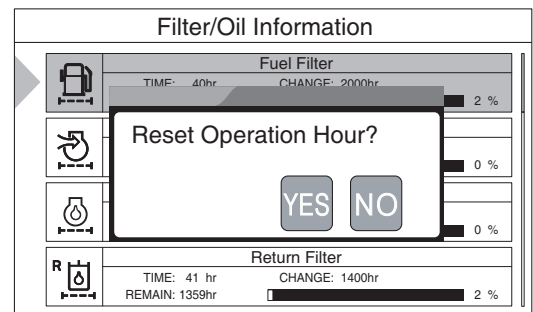 Filter/Oil Information
Fuel Filter
TIME: 40hr CHANGE: 2000hr
2 %
Reset Operation Hour?
0 %
YES NO
0 %
Return Filter
R
TIME: 41 hr CHANGE: 1400hr
REMAIN: 1359hr 2 %